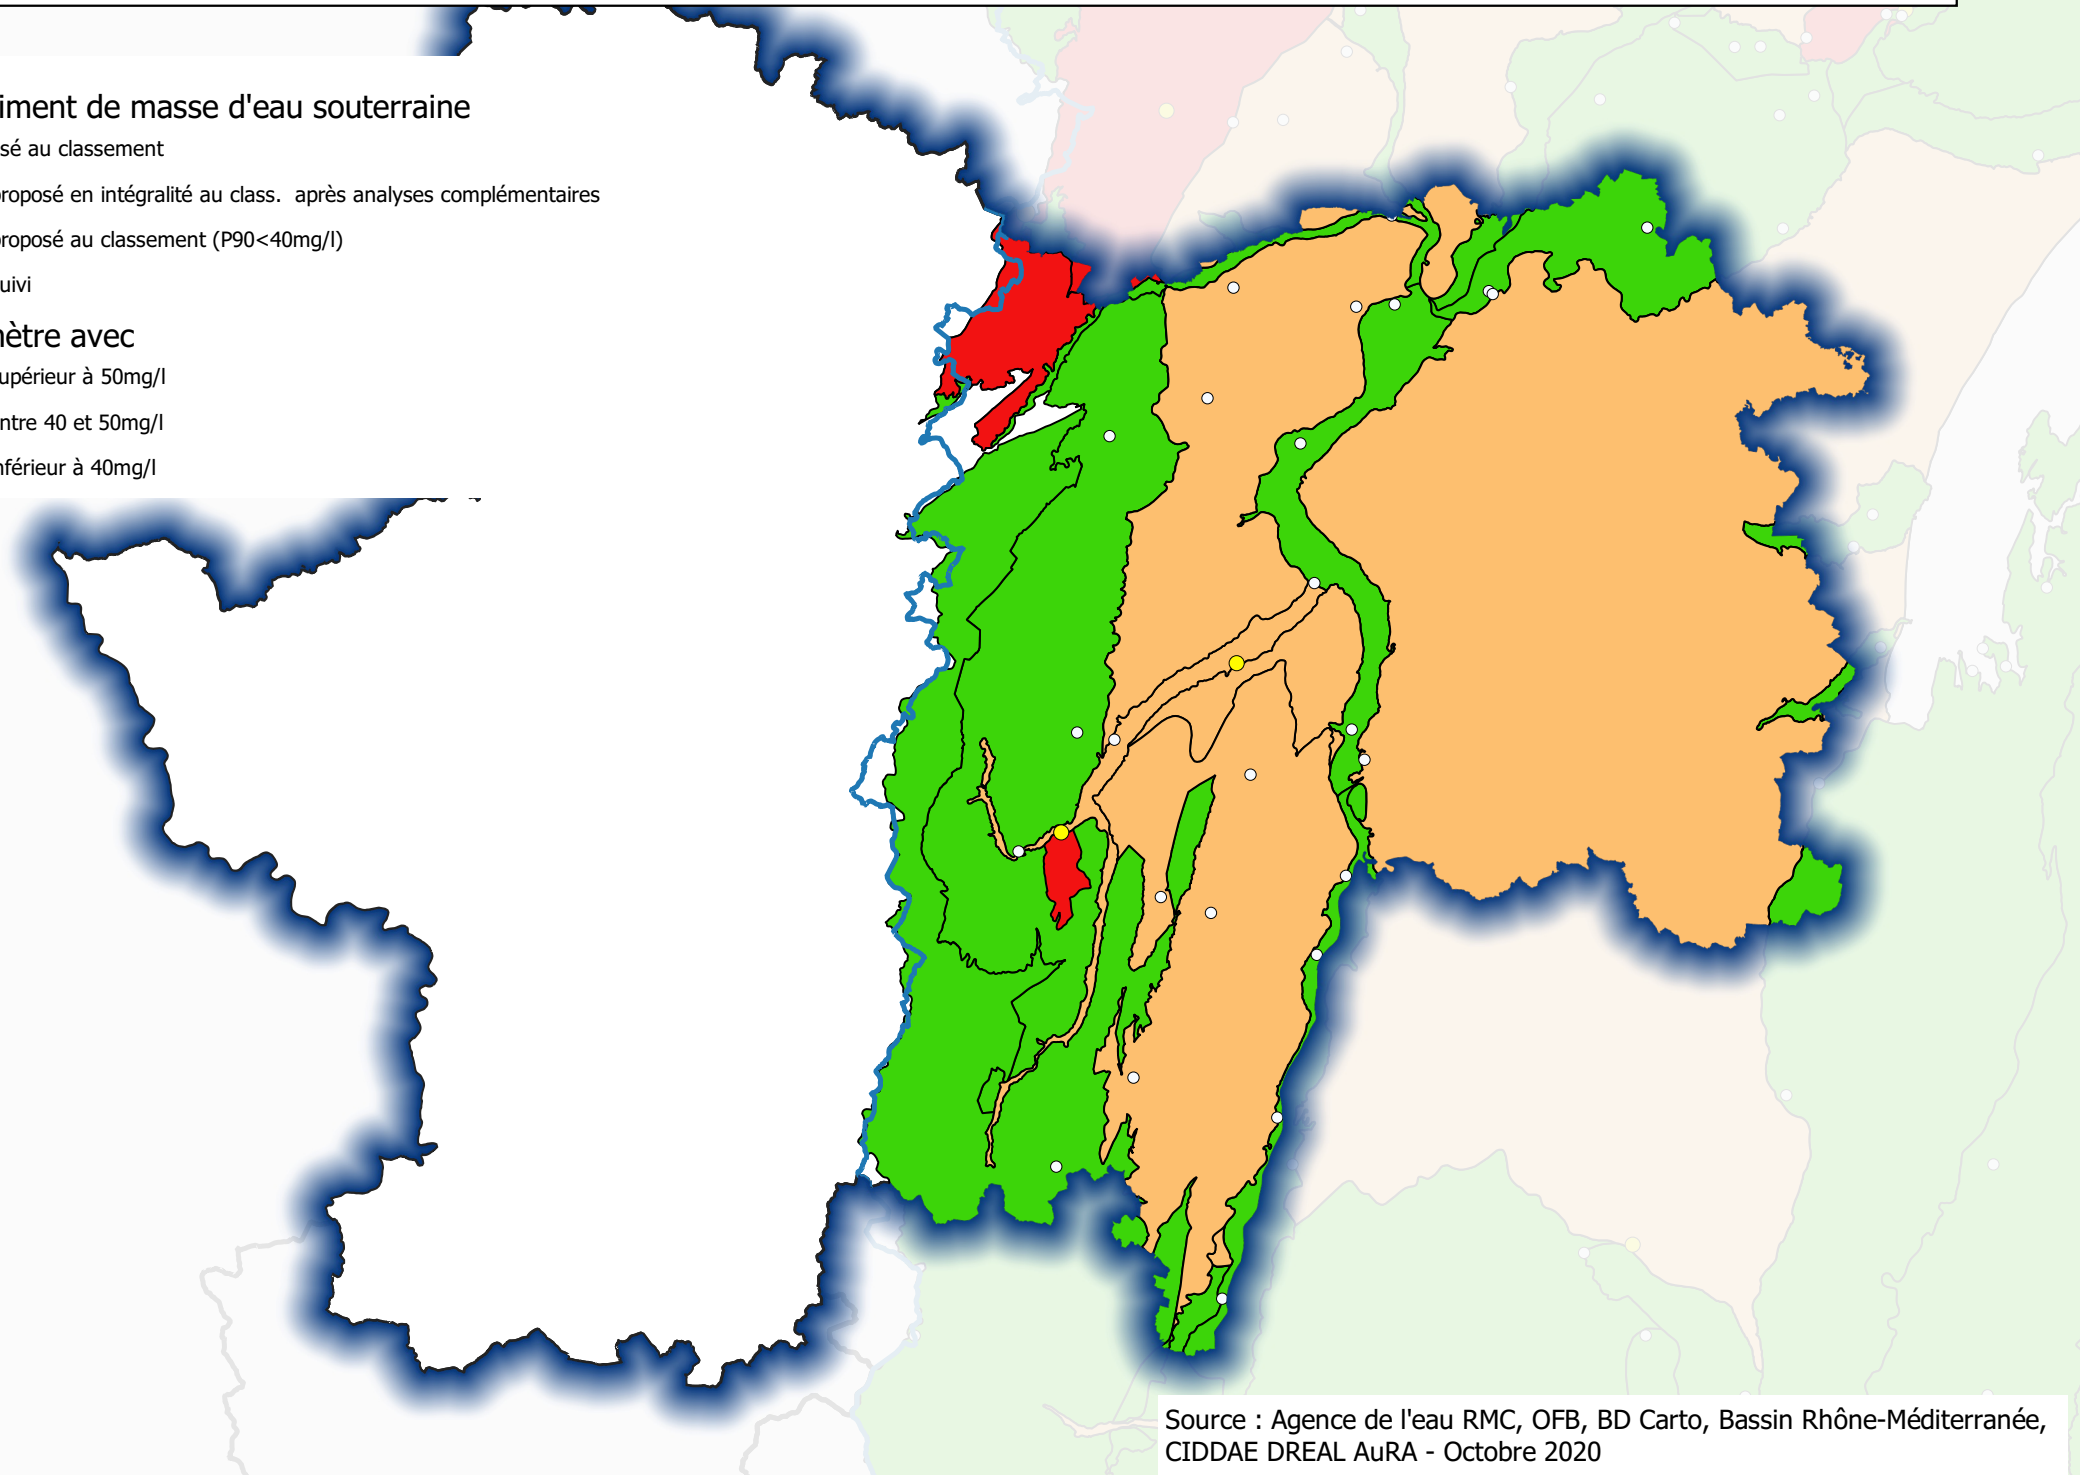 iment de masse d'eau souterraine
sé au classement
proposé en intégralité au class. après analyses complémentaires
proposé au classement (P90<40mg/l)
uivi
nètre avec
upérieur à 50mg/l
ntre 40 et 50mg/l
nférieur à 40mg/l
Source : Agence de l'eau RMC, OFB, BD Carto, Bassin Rhône-Méditerranée,
CIDDAE DREAL AuRA - Octobre 2020